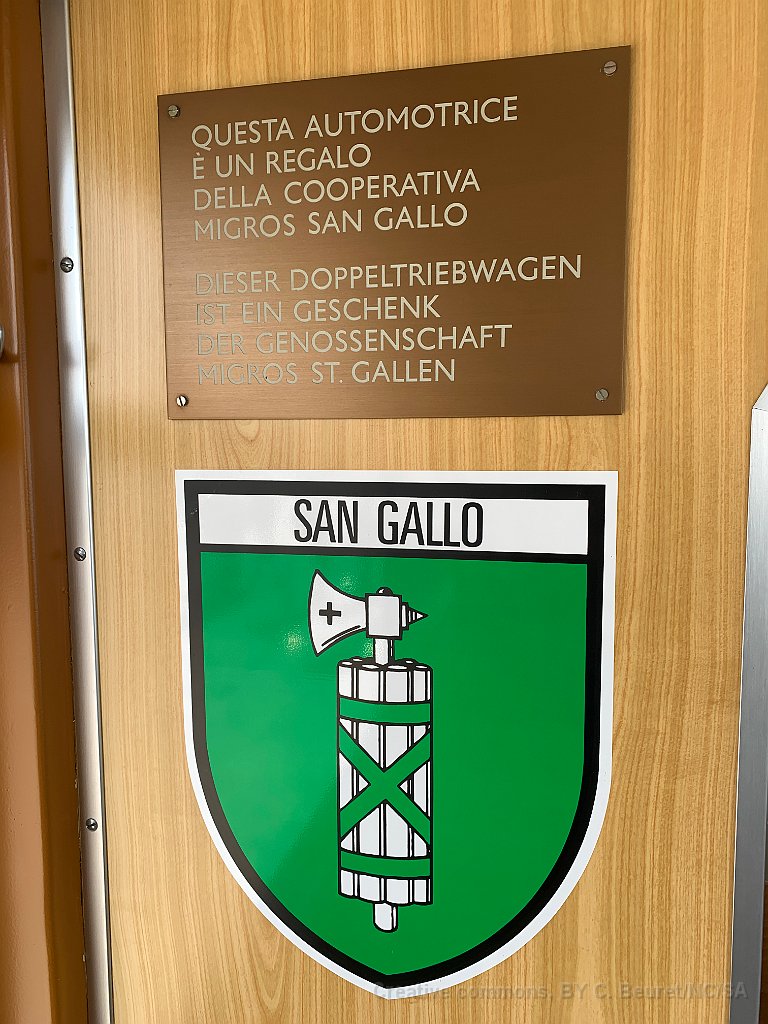 QUESTA AUTOMOTRICE
È UN REGALO
DELLA COOPERATIVA
MIGROS SAN GALLO
DIESER DOPPELTRIEBWAGEN
IST EIN GESCHENK
DER GENOSSENSCHAFT
MIGROS ST. GALLEN
SAN GALLO
Creative commons, BY C. Beuret/NC/SA